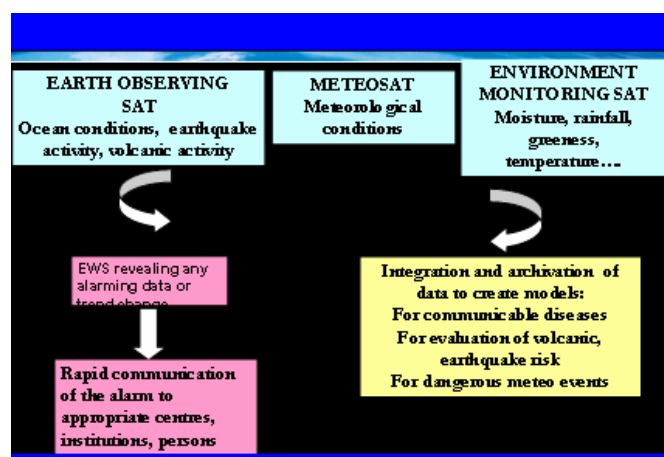 EARTH OBSERVING
SAT
Ocean conditions, earthquake
activity, volcanic activity
METEOSAT
Meteorological
conditions
ENVIRONMENT
MONITORING SAT
Moisture, rainfall,
greeness,
temperature….
EWS revealing any
alarming data or
trend change
Rapid communication
of the alarm to
appropriate centres,
institutions, persons
Integration and archivation of
data to create models:
For communicable diseases
For evaluation of volcanic,
earthquake risk
For dangerous meteo events